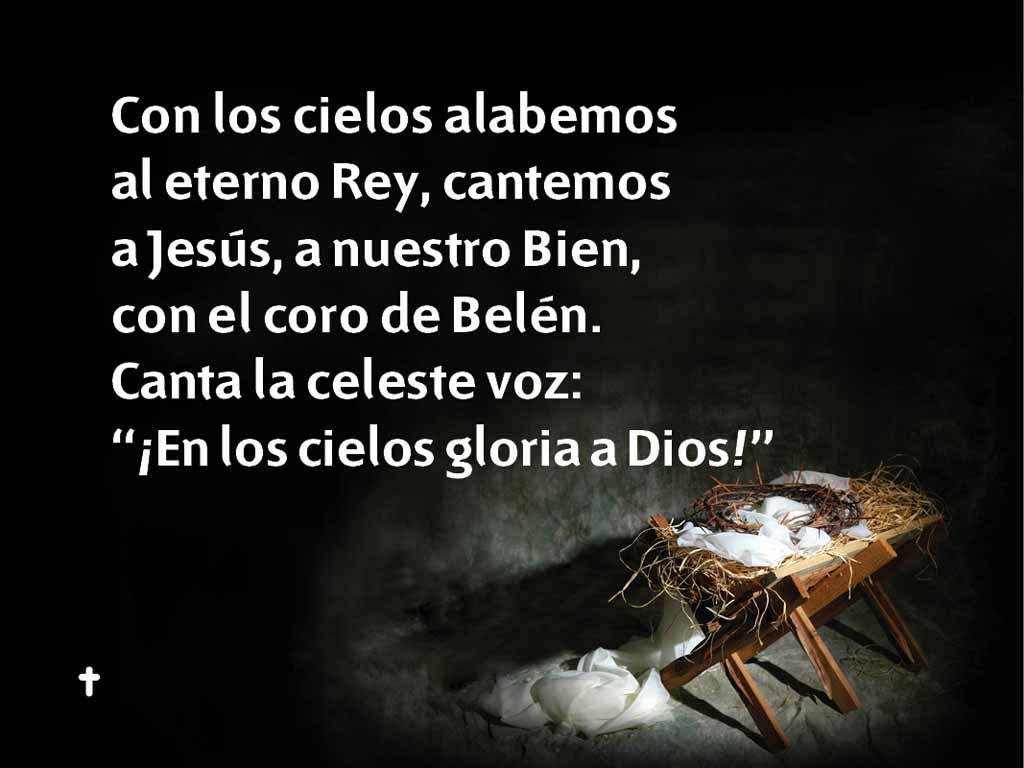 Con los cielos alabemos
al eterno Rey, cantemos
a Jesús, a nuestro Bien,
con el coro de Belén.
Canta la celeste voz:
“¡En los cielos gloria a Dios!”